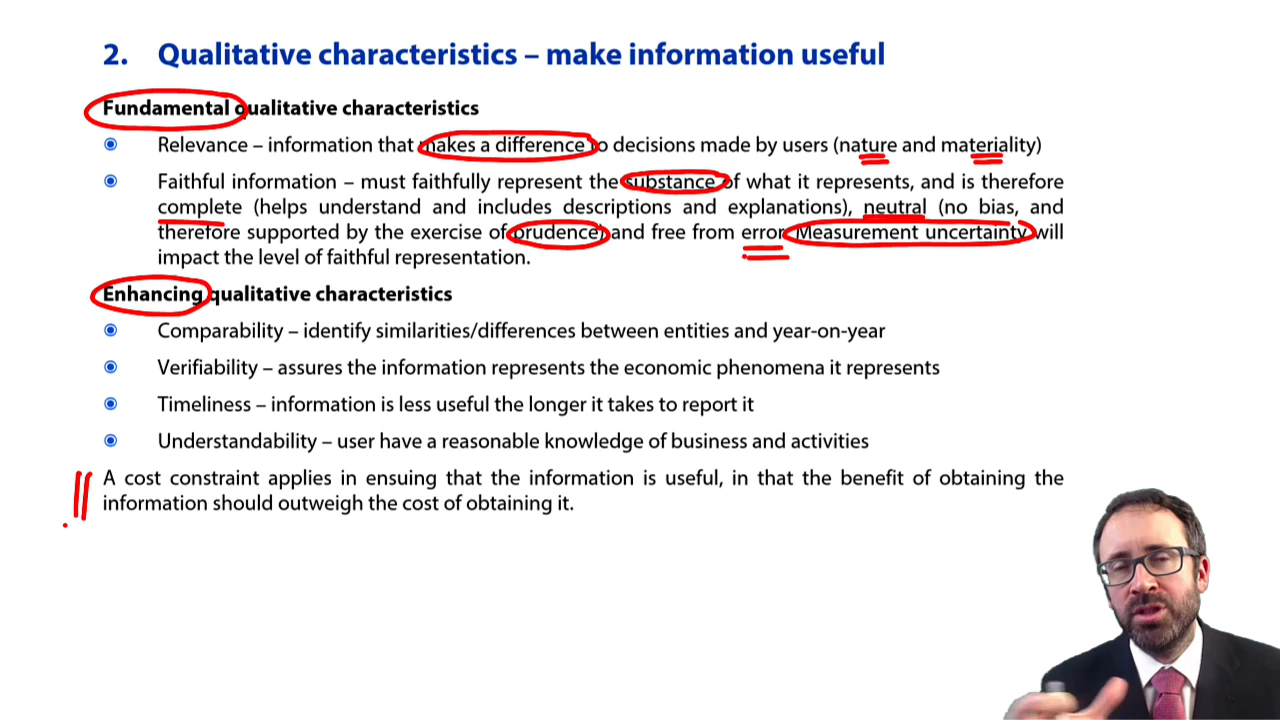 2. Qualitative characteristics – make information useful
Fundamental qualitative characteristics
Relevance – information that makes a difference to decisions made by users (nature and materiality)
Faithful information – must faithfully represent the substance of what it represents, and is therefore
complete (helps understand and includes descriptions and explanations), neutral (no bias, and
therefore supported by the exercise of prudence) and free from error. Measurement uncertainty will
impact the level of faithful representation.
Enhancing qualitative characteristics
Comparability – identify similarities/differences between entities and year-on-year
Verifiability – assures the information represents the economic phenomena it represents
Timeliness – information is less useful the longer it takes to report it
Understandability – user have a reasonable knowledge of business and activities
A cost constraint applies in ensuing that the information is useful, in that the benefit of obtaining the
information should outweigh the cost of obtaining it.